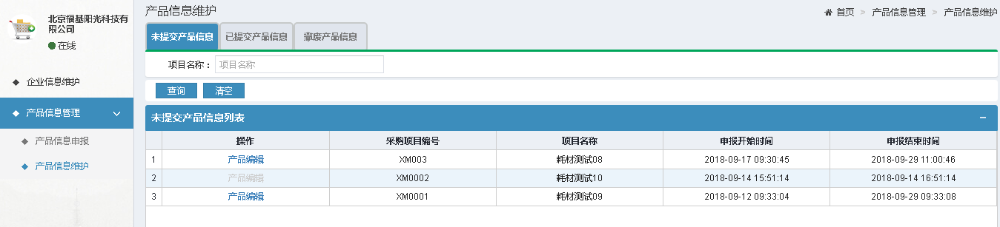 北京福基阳光科技有
限公司
在线
企业信息维护
产品信息管理
产品信息申报
产品信息维护
产品信息维护
首页 > 产品信息管理 > 产品信息维护
未提交产品信息 已提交产品信息 撤废产品信息
项目名称： 项目名称
查询 清空
未提交产品信息列表
操作 采购项目编号 项目名称 申报开始时间 申报结束时间
1 产品编辑 XM003 耗材测试08 2018-09-17 09:30:45 2018-09-29 11:00:46
2 产品编辑 XM0002 耗材测试10 2018-09-14 15:51:14 2018-09-14 16:51:14
3 产品编辑 XM0001 耗材测试09 2018-09-12 09:33:04 2018-09-29 09:33:08